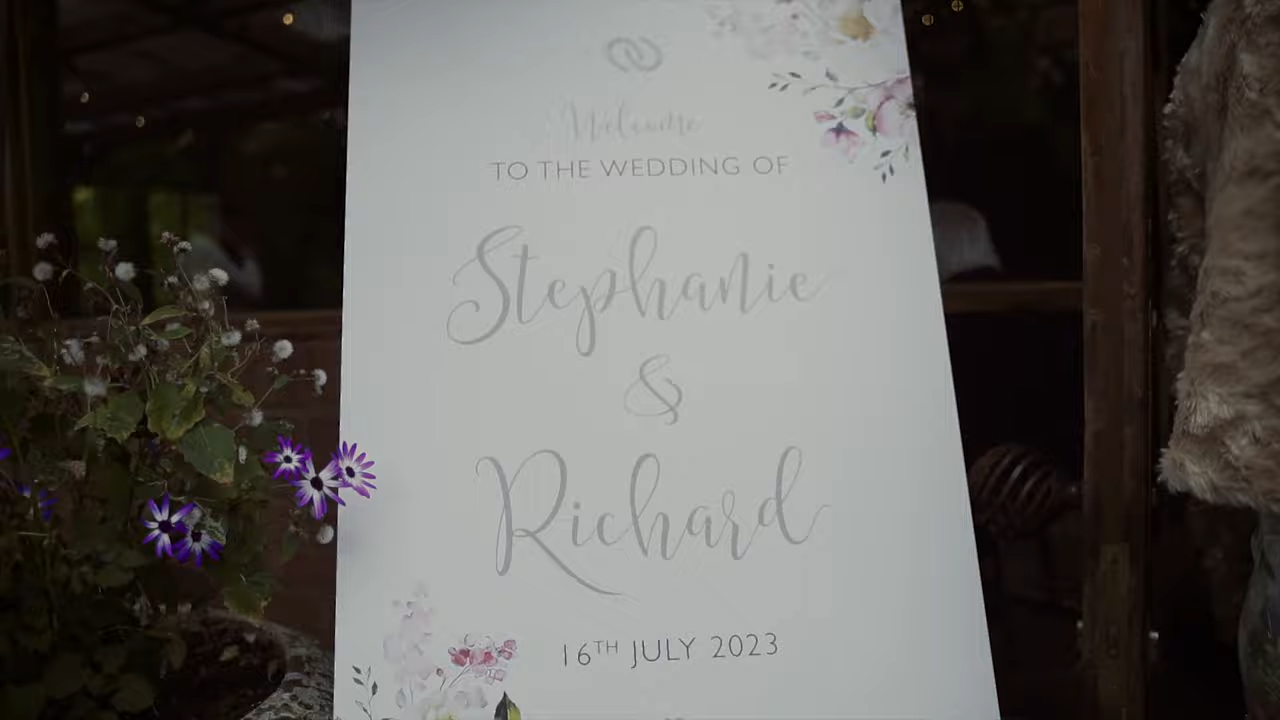 Welcome
TO THE WEDDING OF
Stephanie
&
Richard
16TH JULY 2023